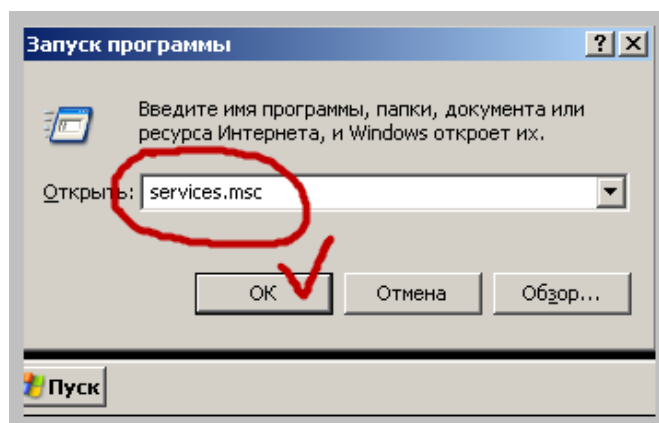 Запуск программы
Введите имя программы, папки, документа или
ресурса Интернета, и Windows откроет их.
Открыть: services.msc
ОК Отмена Обзор...
Пуск